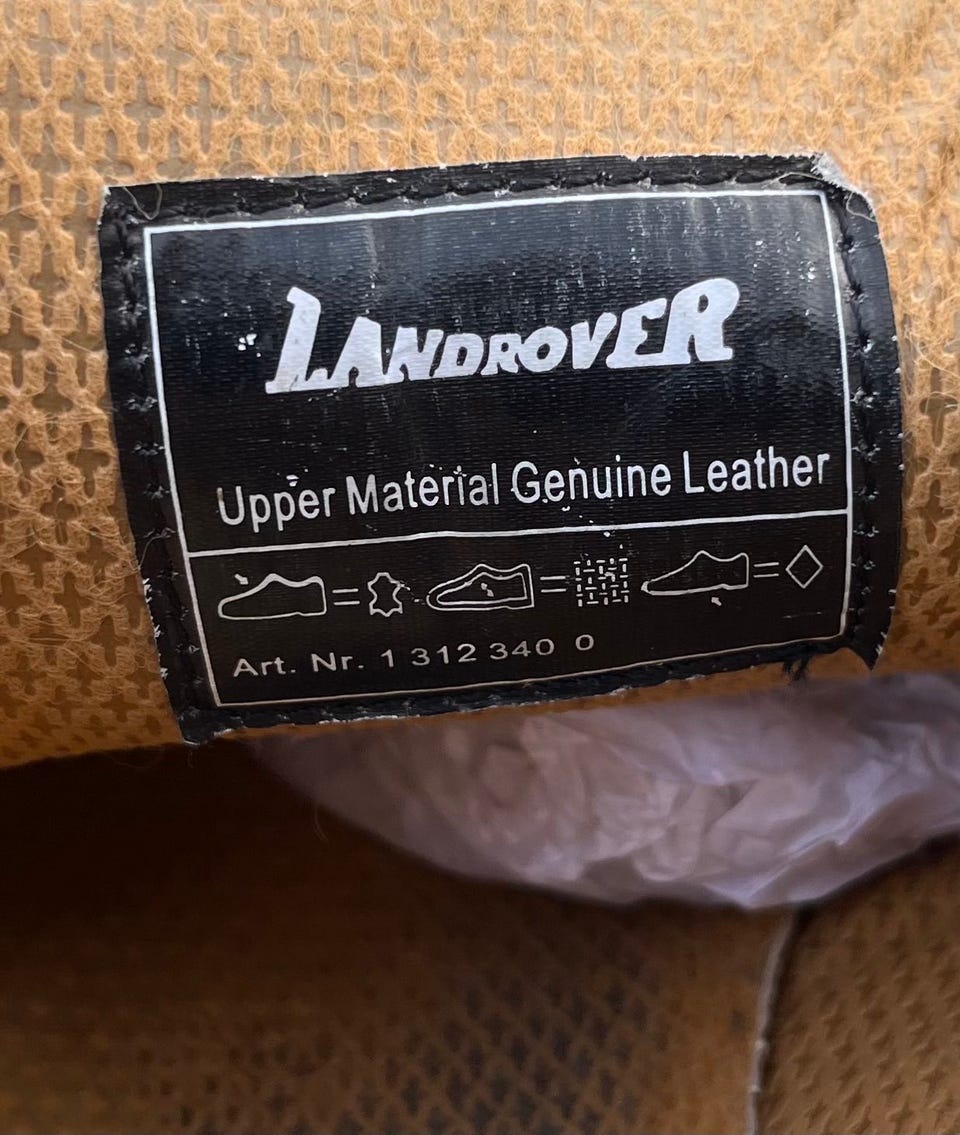 LANDROVER
Upper Material Genuine Leather
Art. Nr. 1 312 340 0